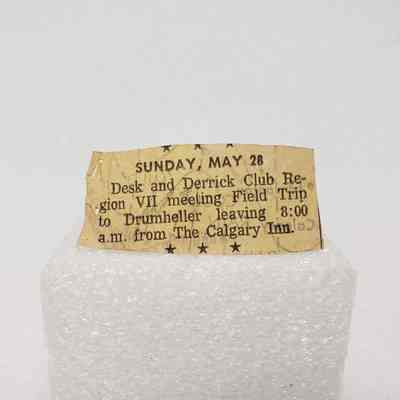 ★ ★ ★
SUNDAY, MAY 28
Desk and Derrick Club Re-
gion VII meeting Field Trip
to Drumheller leaving 8:00
a.m. from The Calgary Inn.
★ ★ ★